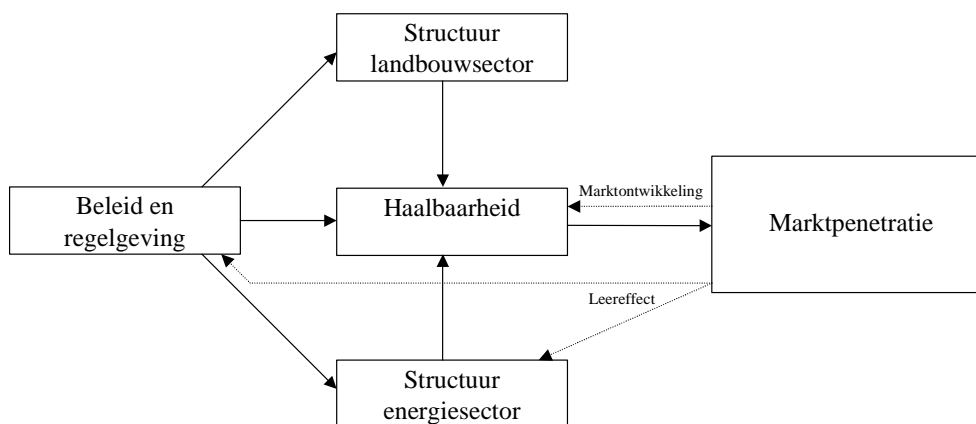 Structuur
landbouwsector
Beleid en
regelgeving
Haalbaarheid
Marktontwikkeling
Marktpenetratie
Leereffect
Structuur
energiesector